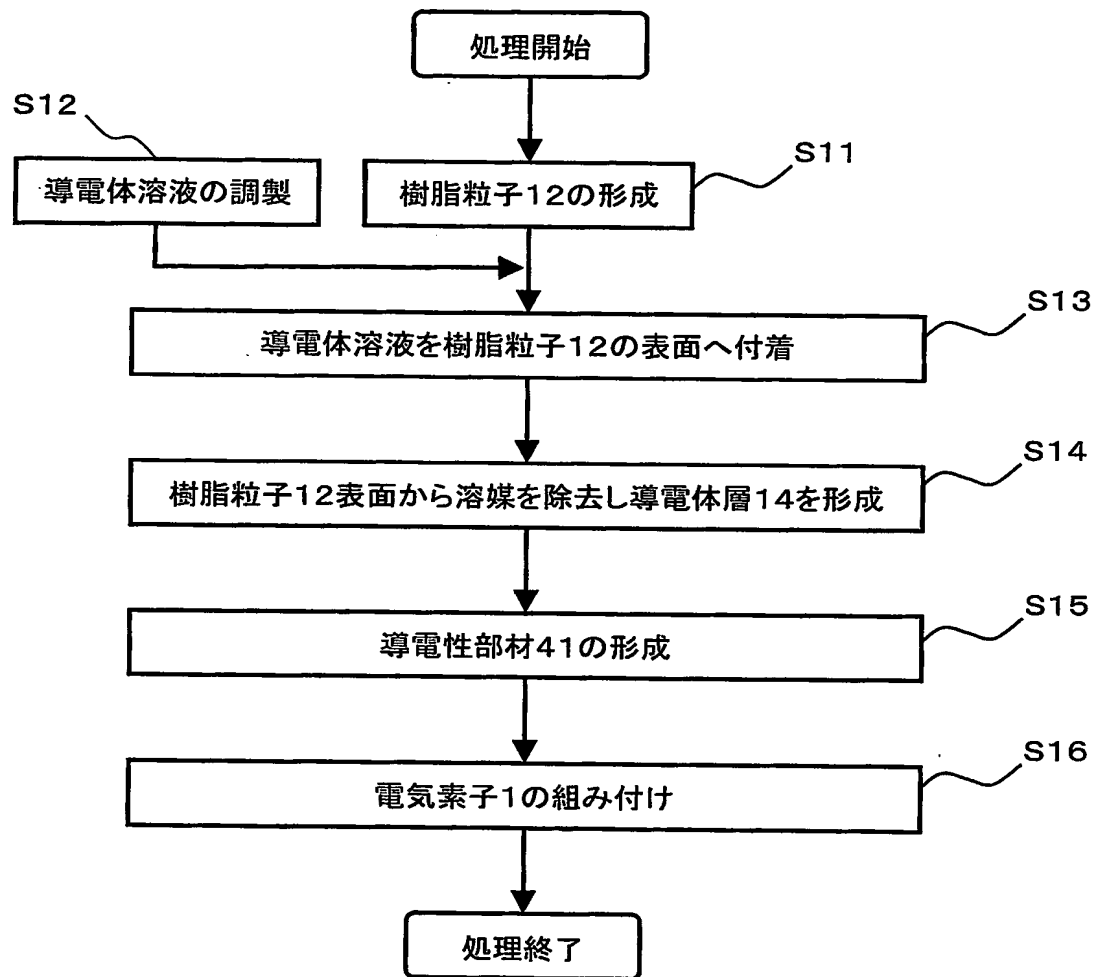 処理開始
S12
導電体溶液の調製
S11
樹脂粒子12の形成
S13
導電体溶液を樹脂粒子12の表面へ付着
S14
樹脂粒子12表面から溶媒を除去し導電体層14を形成
S15
導電性部材41の形成
S16
電気素子1の組み付け
処理終了